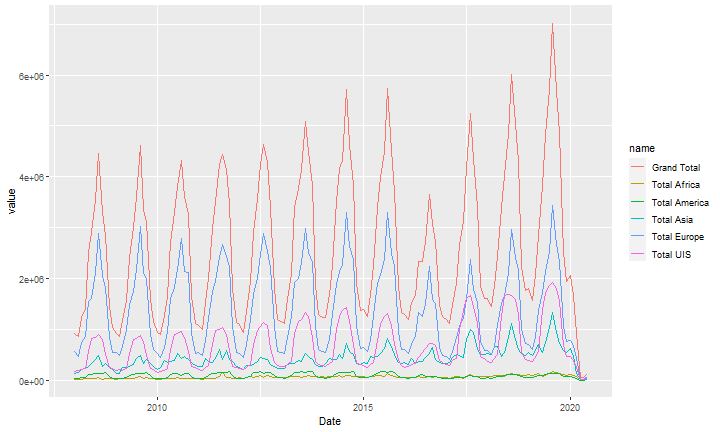 6e+06
4e+06
2e+06
0e+00
value
2010
2015
2020
Date
name
Grand Total
Total Africa
Total America
Total Asia
Total Europe
Total UIS